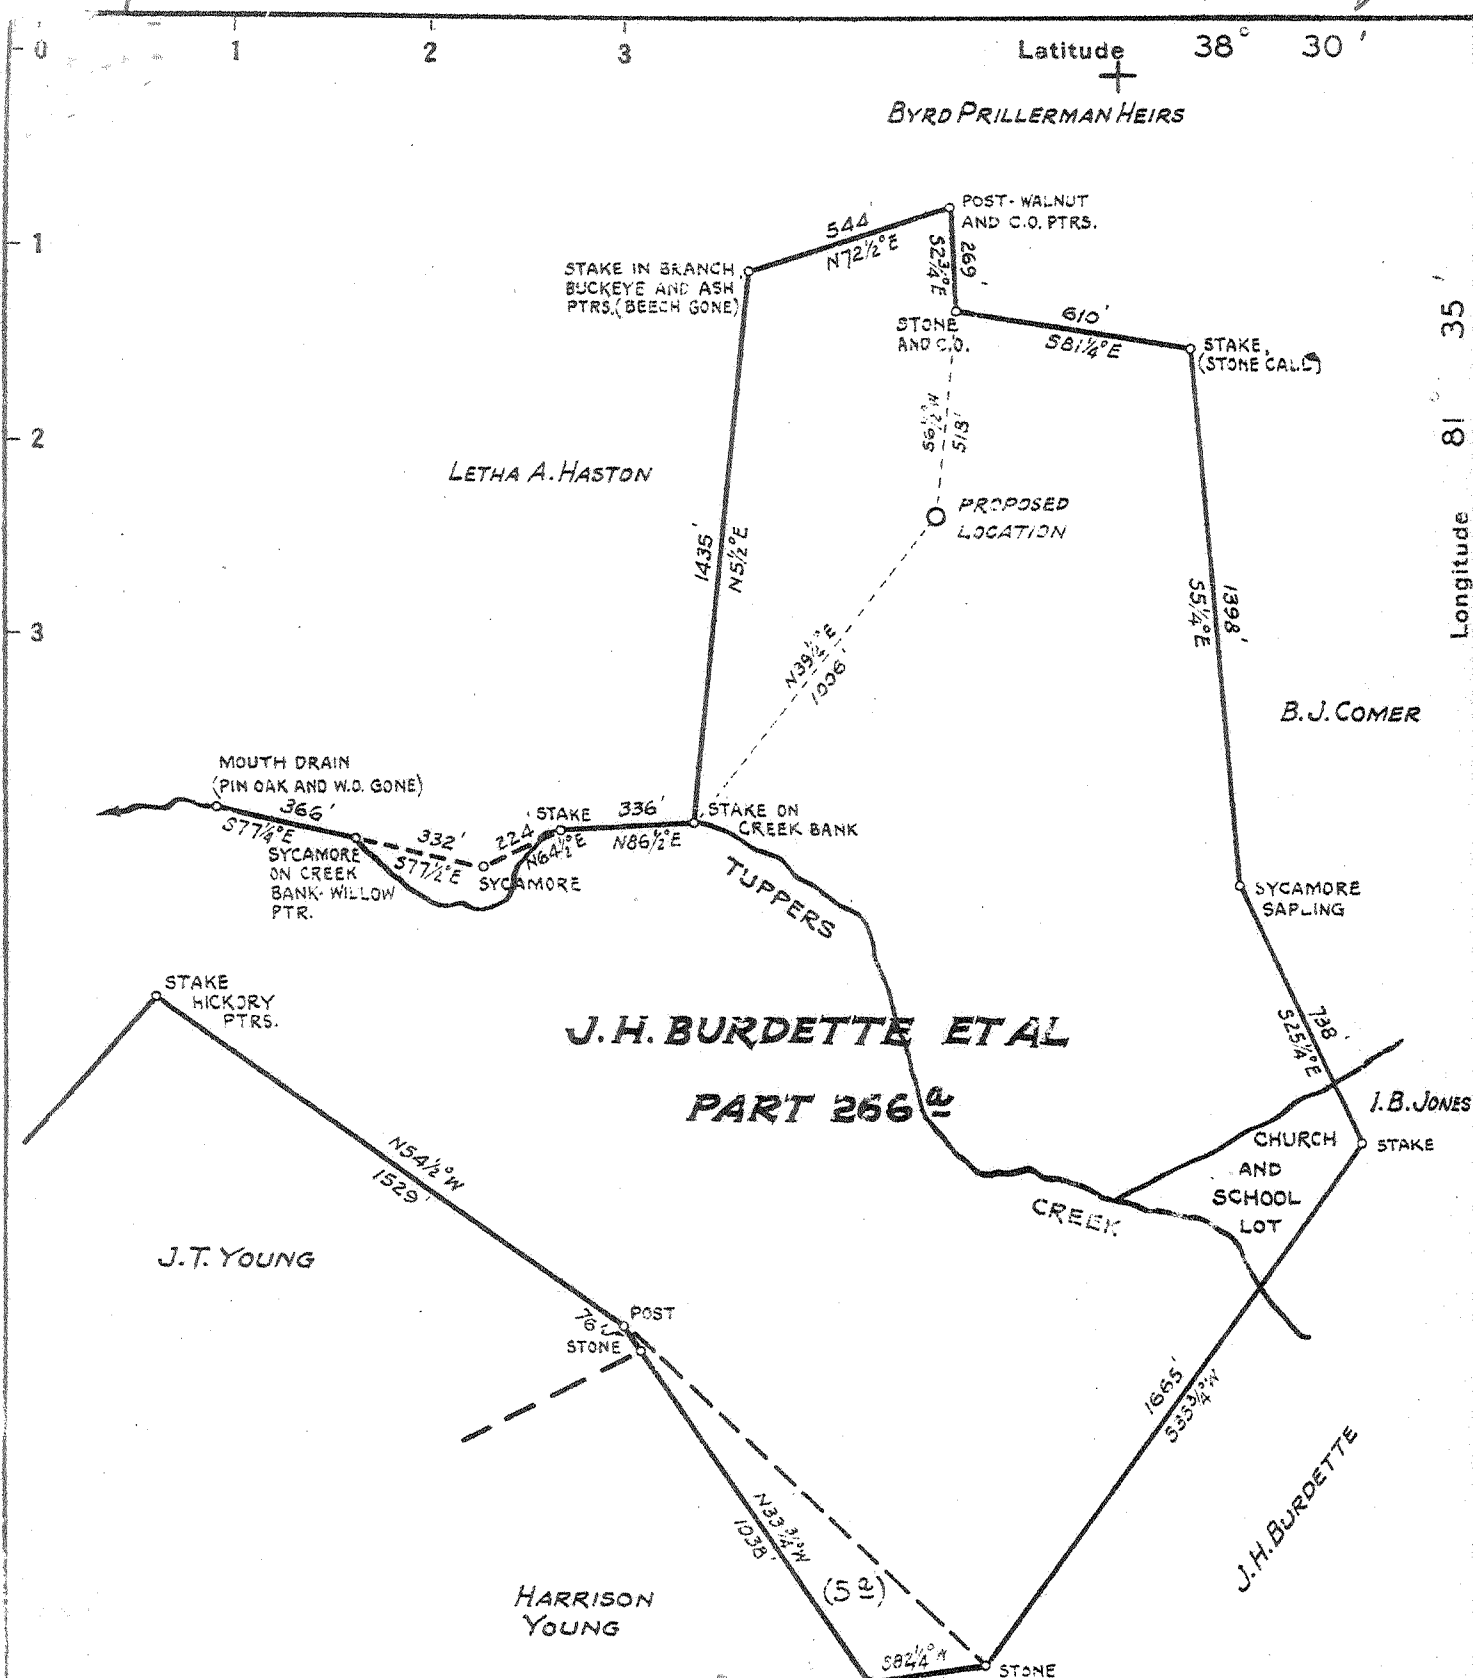 0
1
2
3
Latitude 38° 30'
BYRD PRILLERMAN HEIRS
POST-WALNUT
AND C.O. PTRS.
544'
N72½°E
1
269'
S2¾°E
STAKE IN BRANCH,
BUCKEYE AND ASH
PTRS.(BEECH GONE)
610'
S81¼°E
STONE
AND C.O.
STAKE,
(STONE CALL)
Longitude 81° 35'
2
518'
LETHA A. HASTON
PROPOSED
LOCATION
1435'
N5½°E
1398'
S5¼°E
3
N39½°E
1006'
B.J. COMER
MOUTH DRAIN
(PIN OAK AND W.O. GONE)
366'
S77¼°E
332'
S77½°E
224'
N64½°E
STAKE
336'
N86½°E
STAKE ON
CREEK BANK
SYCAMORE
ON CREEK
BANK-WILLOW
PTR.
SYCAMORE
TUPPERS
SYCAMORE
SAPLING
STAKE
HICKORY
PTRS.
J.H. BURDETTE ET AL
PART 266 a
738'
S25¼°E
I.B. JONES
CHURCH
AND
SCHOOL
LOT
STAKE
N54½°W
1529'
CREEK
J.T. YOUNG
POST
76'
STONE
1665'
S35¾°W
J.H. BURDETTE
N33¾°W
1038'
(5 a)
HARRISON
YOUNG
S82¼°W
STONE